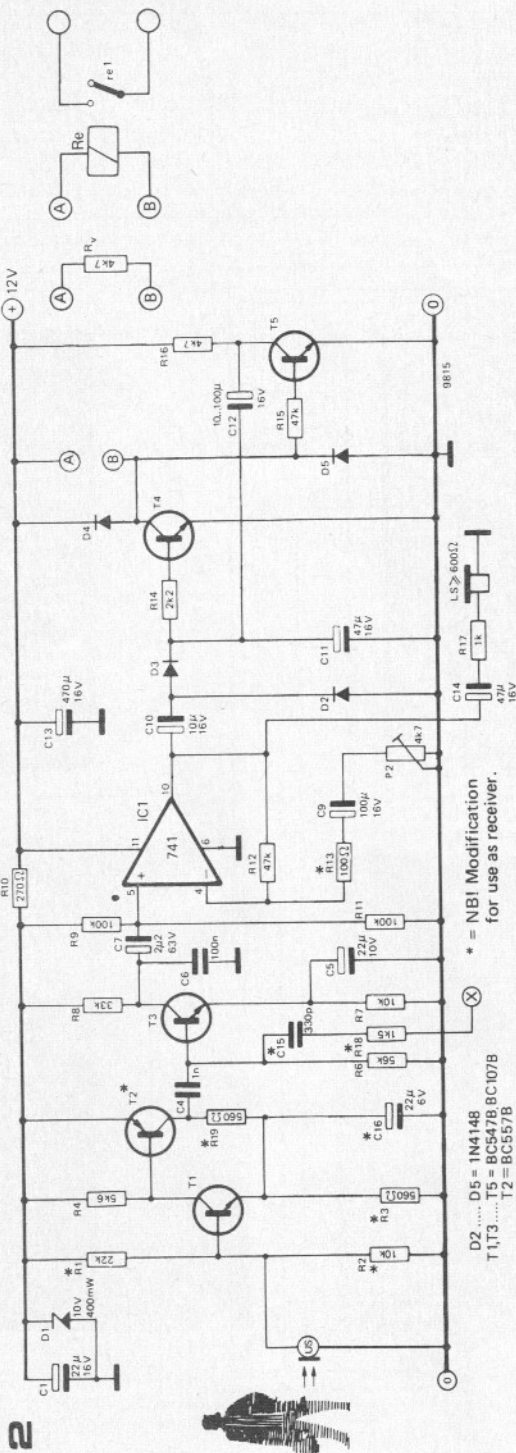 2
C1
22µ
16V
D1
10V
400mW
* R1
22k
R4
5k6
T1
T2 *
* R2
10k
* R3
560Ω
* R19
560Ω
* C16
22µ
6V
US
C4
1n
* C15
330p
R6
56k
* R18
1k5
X
T3
R8
33k
R7
10k
C5
22µ
10V
C6
100n
C7
2µ2
63V
R9
100k
R11
100k
R10
270Ω
IC1
741
5
+
4
−
11
10
6
R12
47k
* R13
100Ω
C9
100µ
16V
P2
4k7
C13
470µ
16V
C10
10µ
16V
D2
D3
C11
47µ
16V
R14
2k2
T4
D4
A
B
C12
10...100µ
16V
R15
47k
D5
R16
4k7
T5
+ 12V
0
0
9815
C14
47µ
16V
R17
1k
LS ≥ 600Ω
A
Rv
4k7
B
A
Re
B
re1
D2 ..... D5 = 1N4148
T1,T3 .... T5 = BC547B,BC107B
T2 = BC557B
* = NB! Modification
for use as receiver.